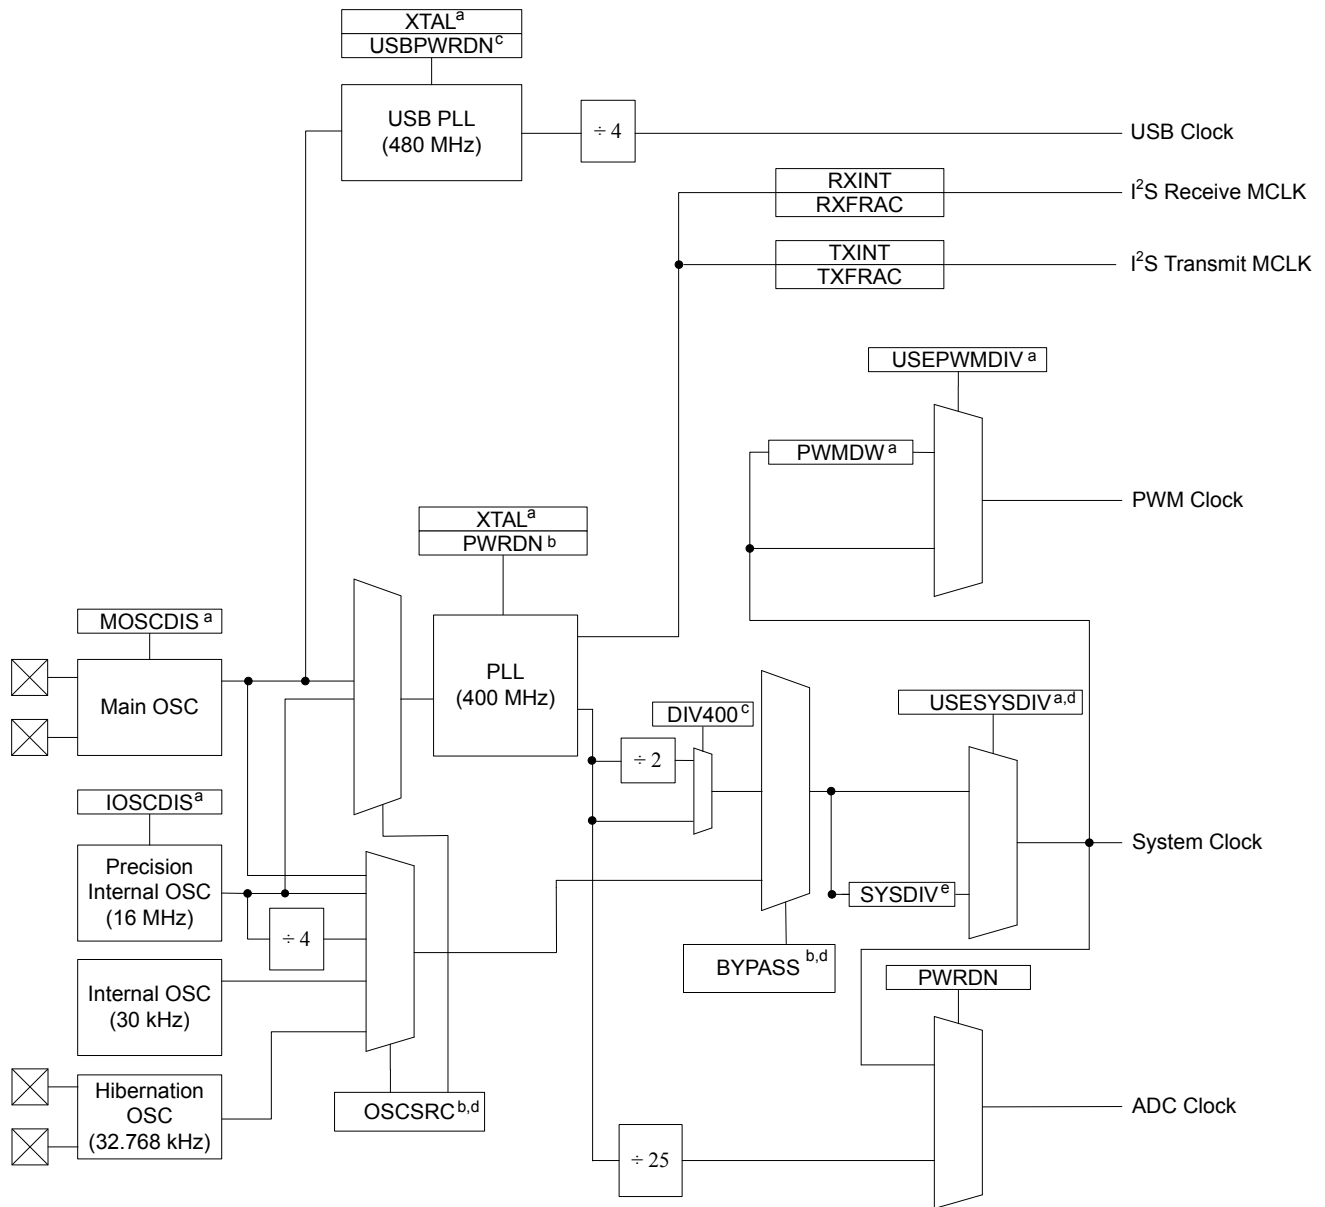 XTALᵃ
USBPWRDNᶜ
USB PLL
(480 MHz)
÷ 4
USB Clock
RXINT
RXFRAC
I²S Receive MCLK
TXINT
TXFRAC
I²S Transmit MCLK
USEPWMDIV ᵃ
PWMDW ᵃ
PWM Clock
XTALᵃ
PWRDN ᵇ
MOSCDIS ᵃ
Main OSC
PLL
(400 MHz)
DIV400ᶜ
÷ 2
USESYSDIVᵃ,ᵈ
IOSCDISᵃ
Precision
Internal OSC
(16 MHz)
÷ 4
System Clock
SYSDIVᵉ
BYPASS ᵇ,ᵈ
PWRDN
Internal OSC
(30 kHz)
Hibernation
OSC
(32.768 kHz)
OSCSRCᵇ,ᵈ
ADC Clock
÷ 25